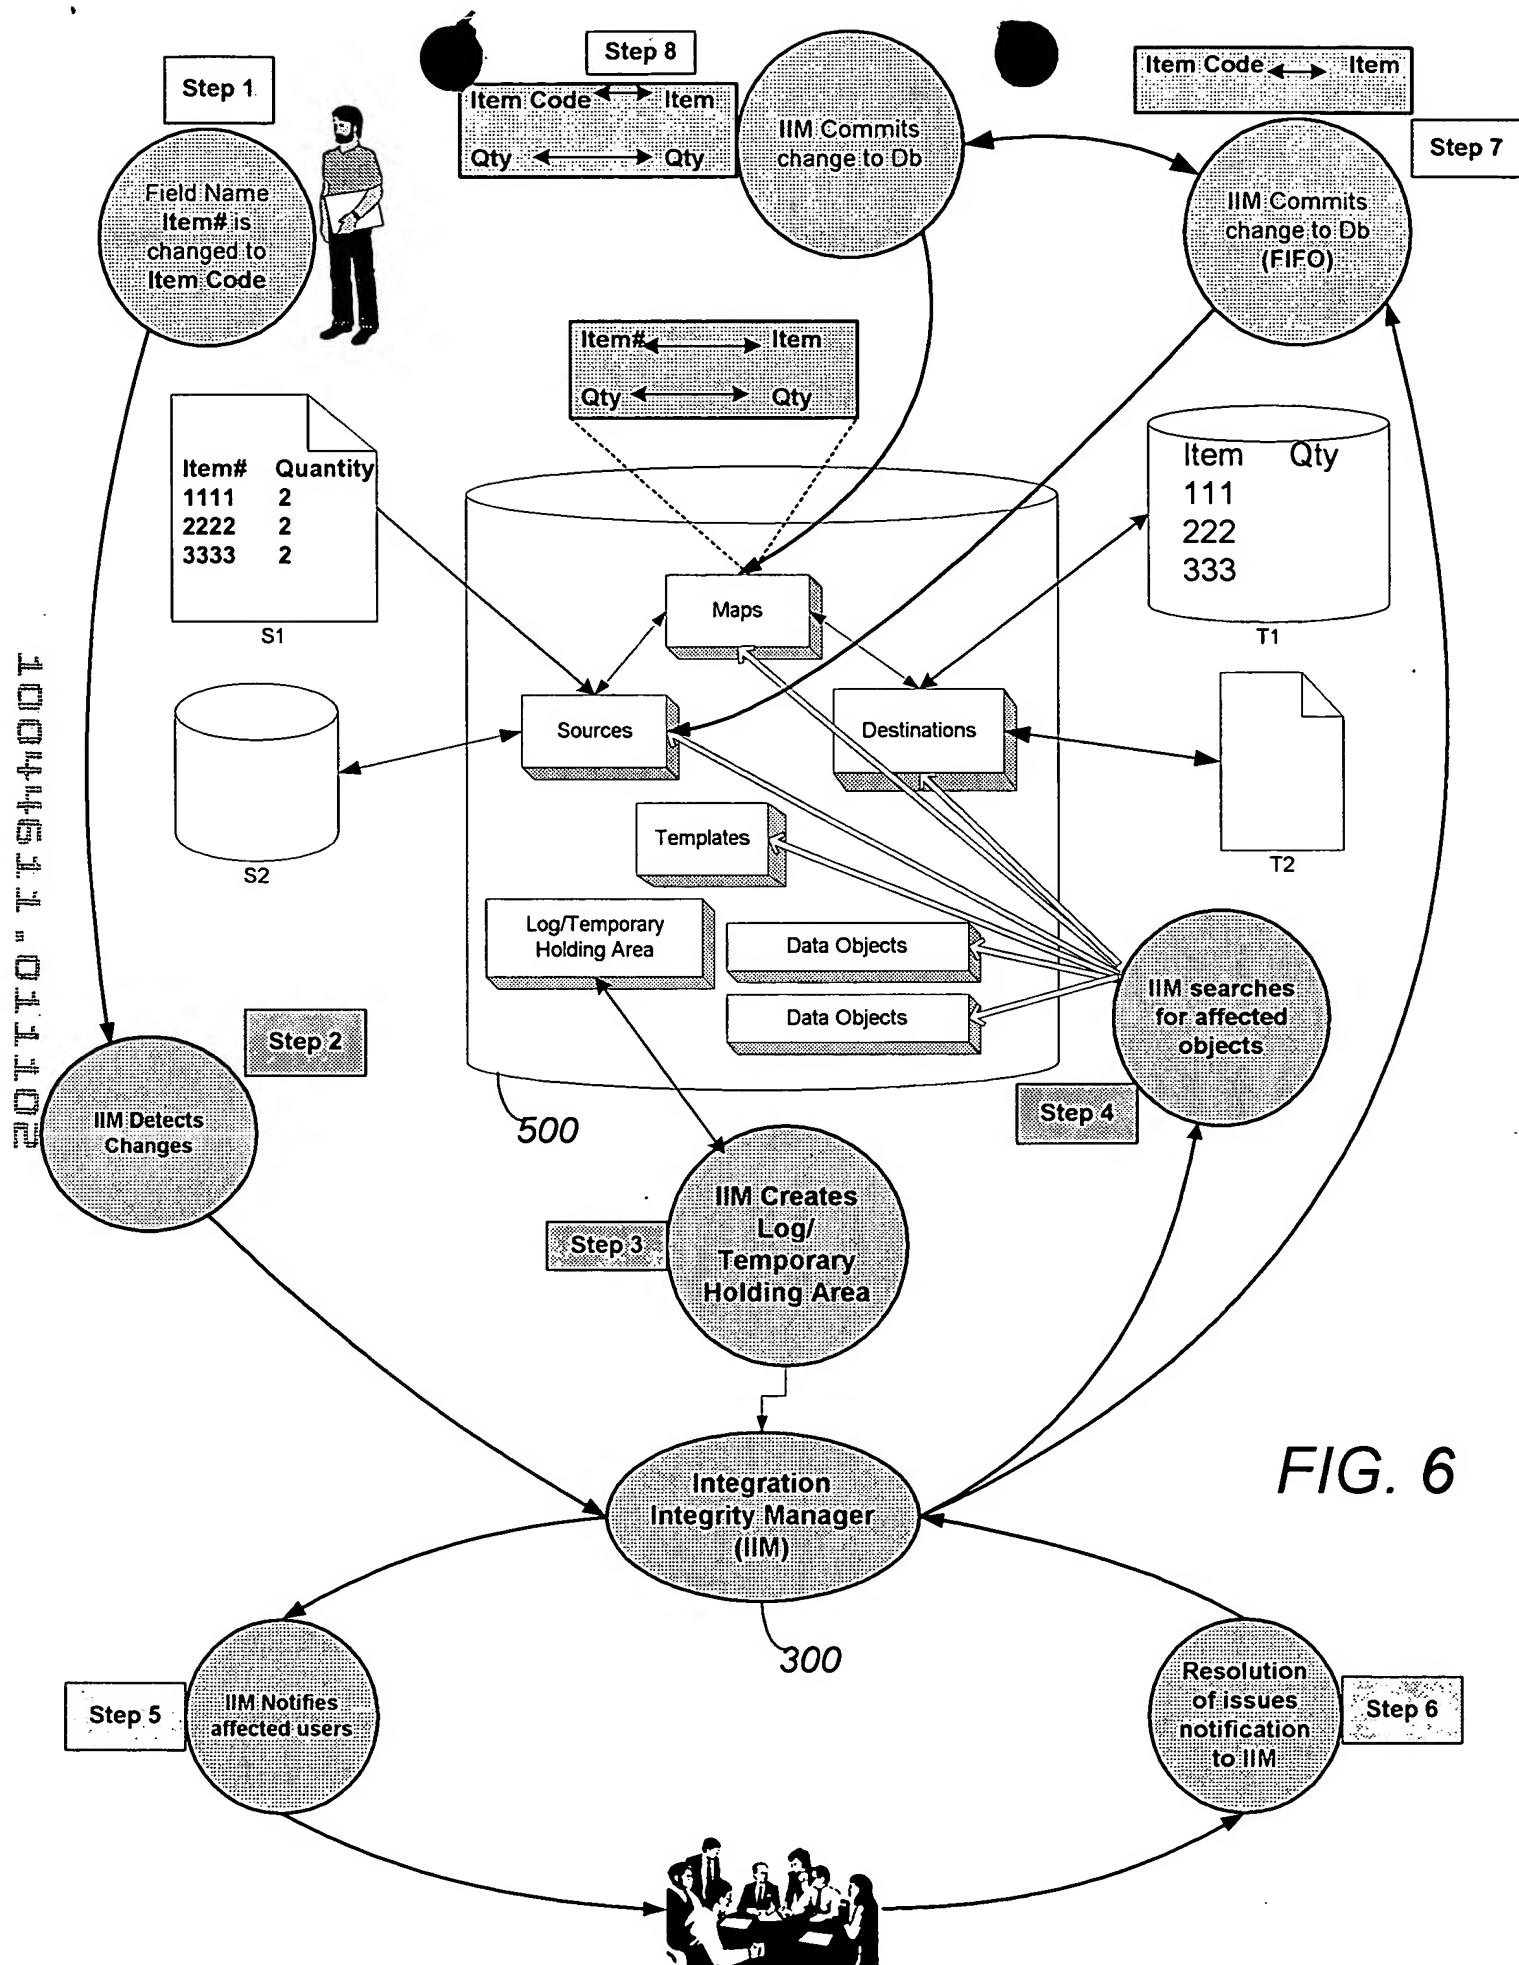 Step 1
Step 8
Item Code Item
Qty Qty
IIM Commits
change to Db
Item Code Item
Step 7
IIM Commits
change to Db
(FIFO)
Field Name
Item# is
changed to
Item Code
Item# Item
Qty Qty
Item# Quantity
1111 2
2222 2
3333 2
S1
Item Qty
111
222
333
T1
Maps
Sources
Destinations
S2
T2
Templates
Log/Temporary
Holding Area
Data Objects
Data Objects
IIM searches
for affected
objects
Step 2
Step 4
500
IIM Detects
Changes
Step 3
IIM Creates
Log/
Temporary
Holding Area
Integration
Integrity Manager
(IIM)
FIG. 6
300
Step 5
IIM Notifies
affected users
Resolution
of issues
notification
to IIM
Step 6
10044611.011102